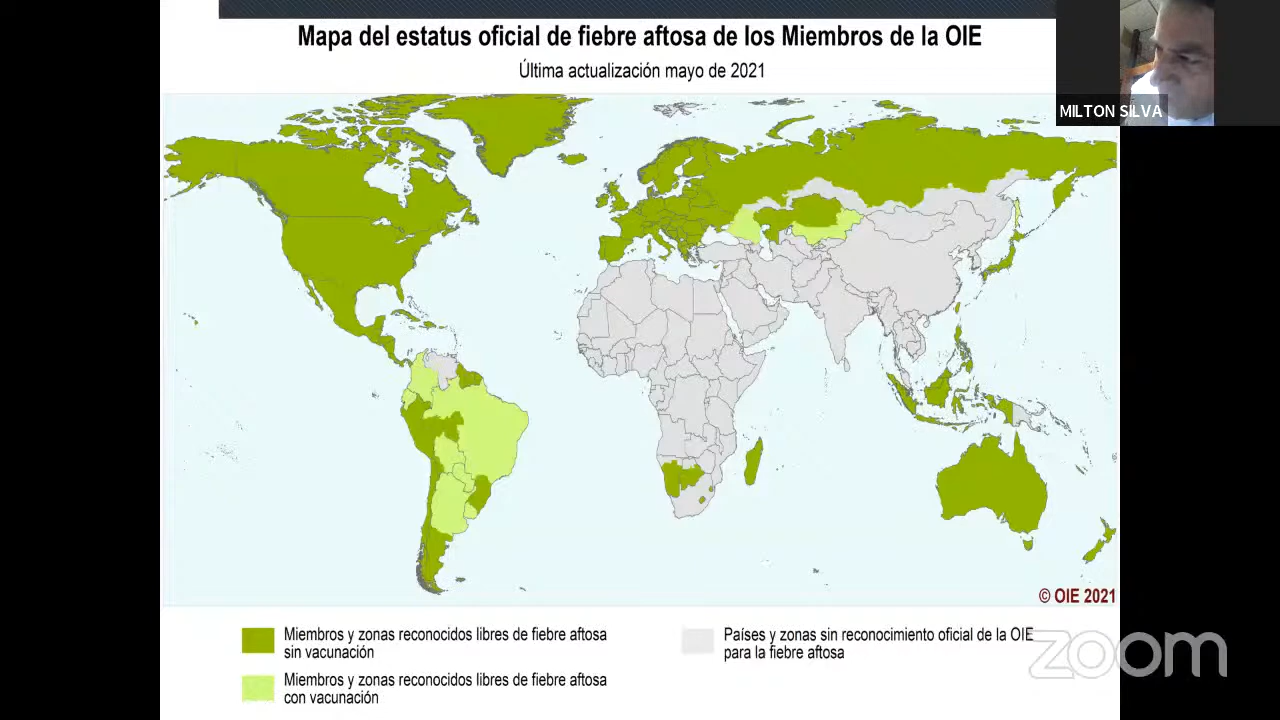 Mapa del estatus oficial de fiebre aftosa de los Miembros de la OIE
Última actualización mayo de 2021
MILTON SILVA
© OIE 2021
Miembros y zonas reconocidos libres de fiebre aftosa
sin vacunación
Miembros y zonas reconocidos libres de fiebre aftosa
con vacunación
Países y zonas sin reconocimiento oficial de la OIE
para la fiebre aftosa
zoom